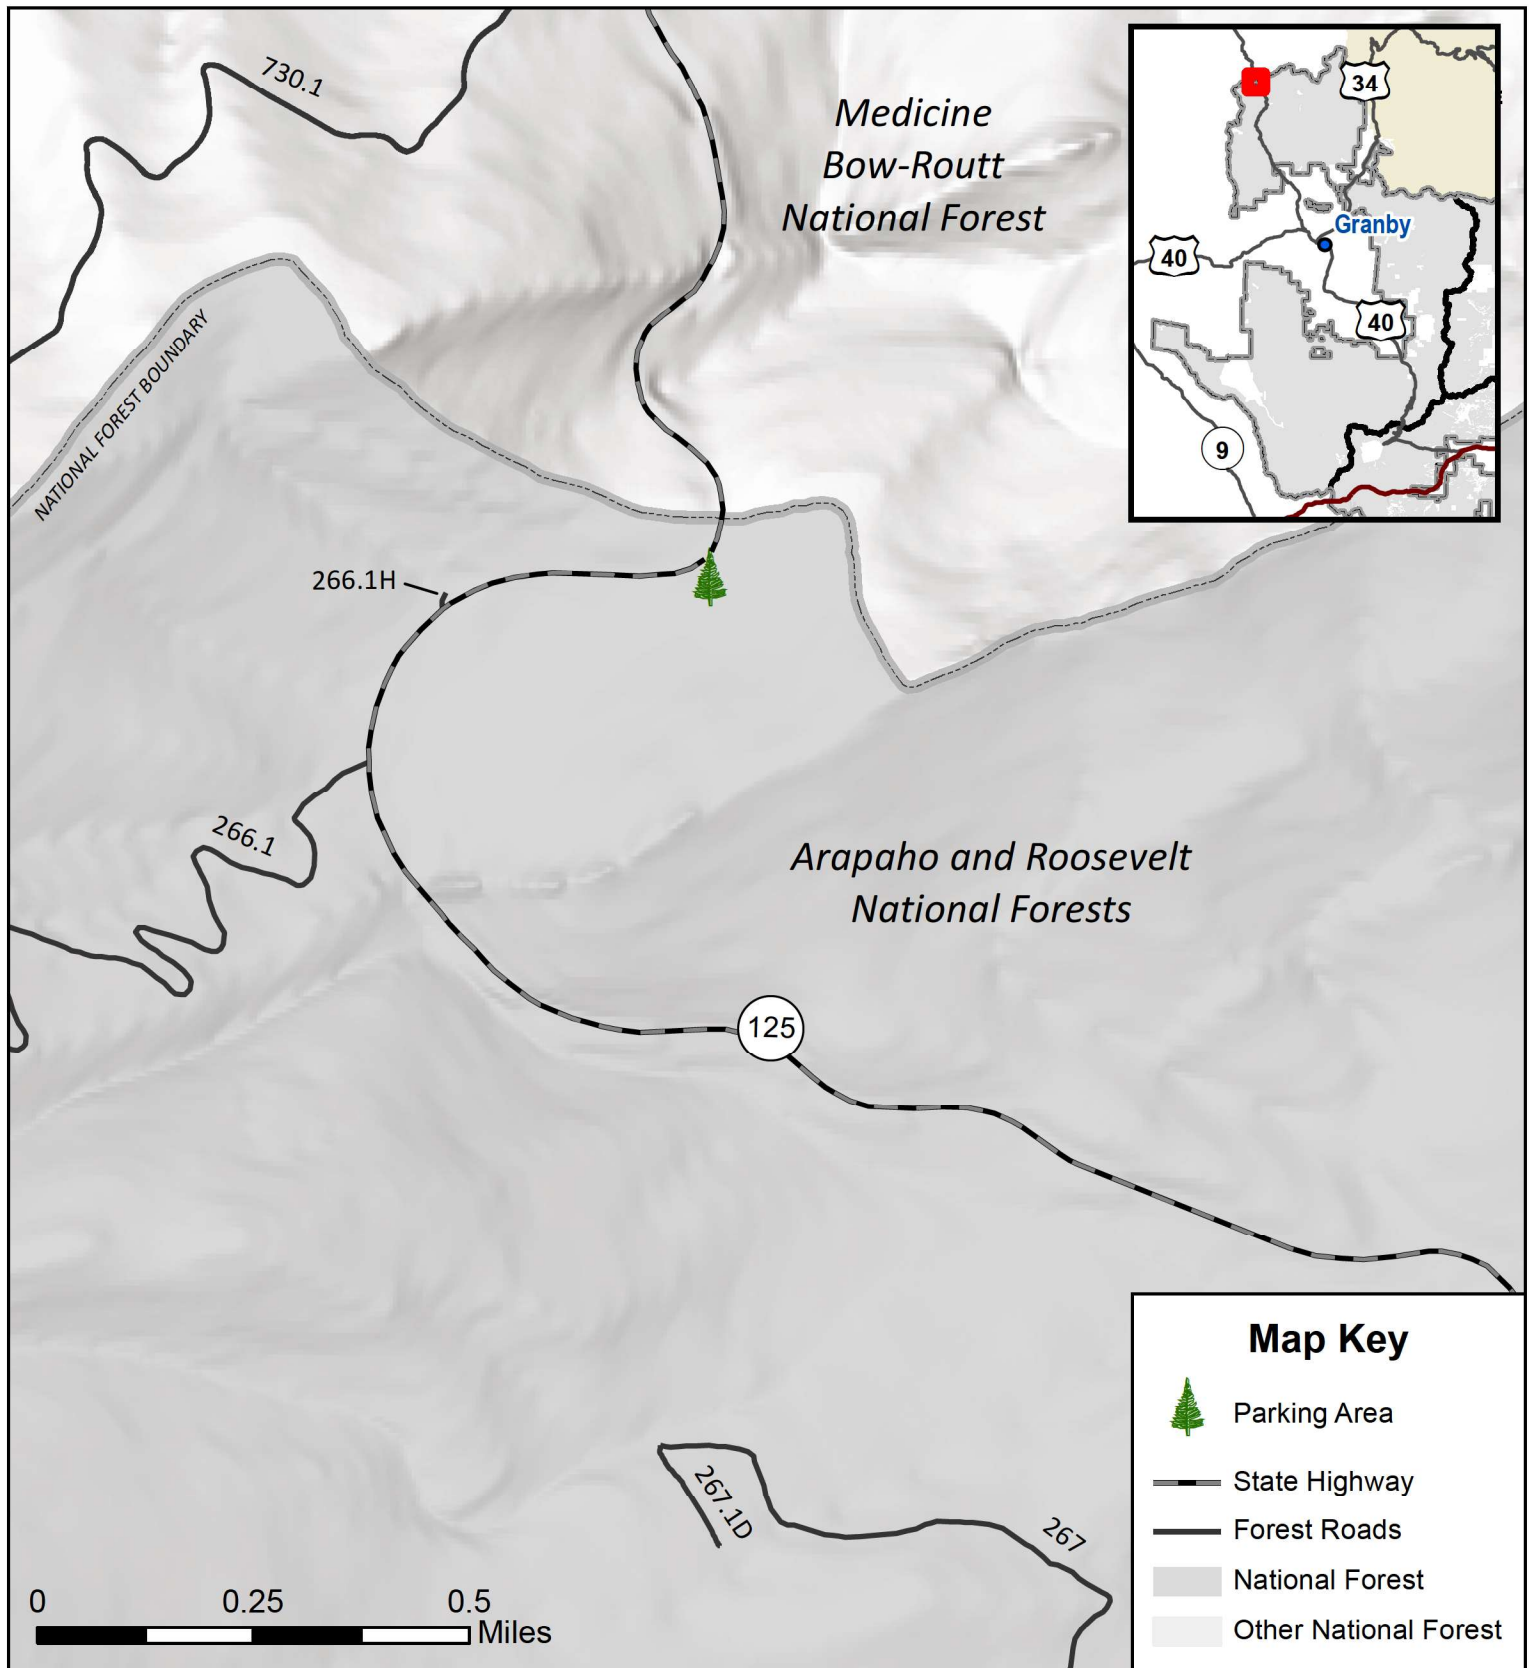 730.1
Medicine
Bow-Routt
National Forest
34
Granby
40
40
9
NATIONAL FOREST BOUNDARY
266.1H
266.1
Arapaho and Roosevelt
National Forests
125
267.1D
267
Map Key
Parking Area
State Highway
Forest Roads
National Forest
Other National Forest
0 0.25 0.5
Miles